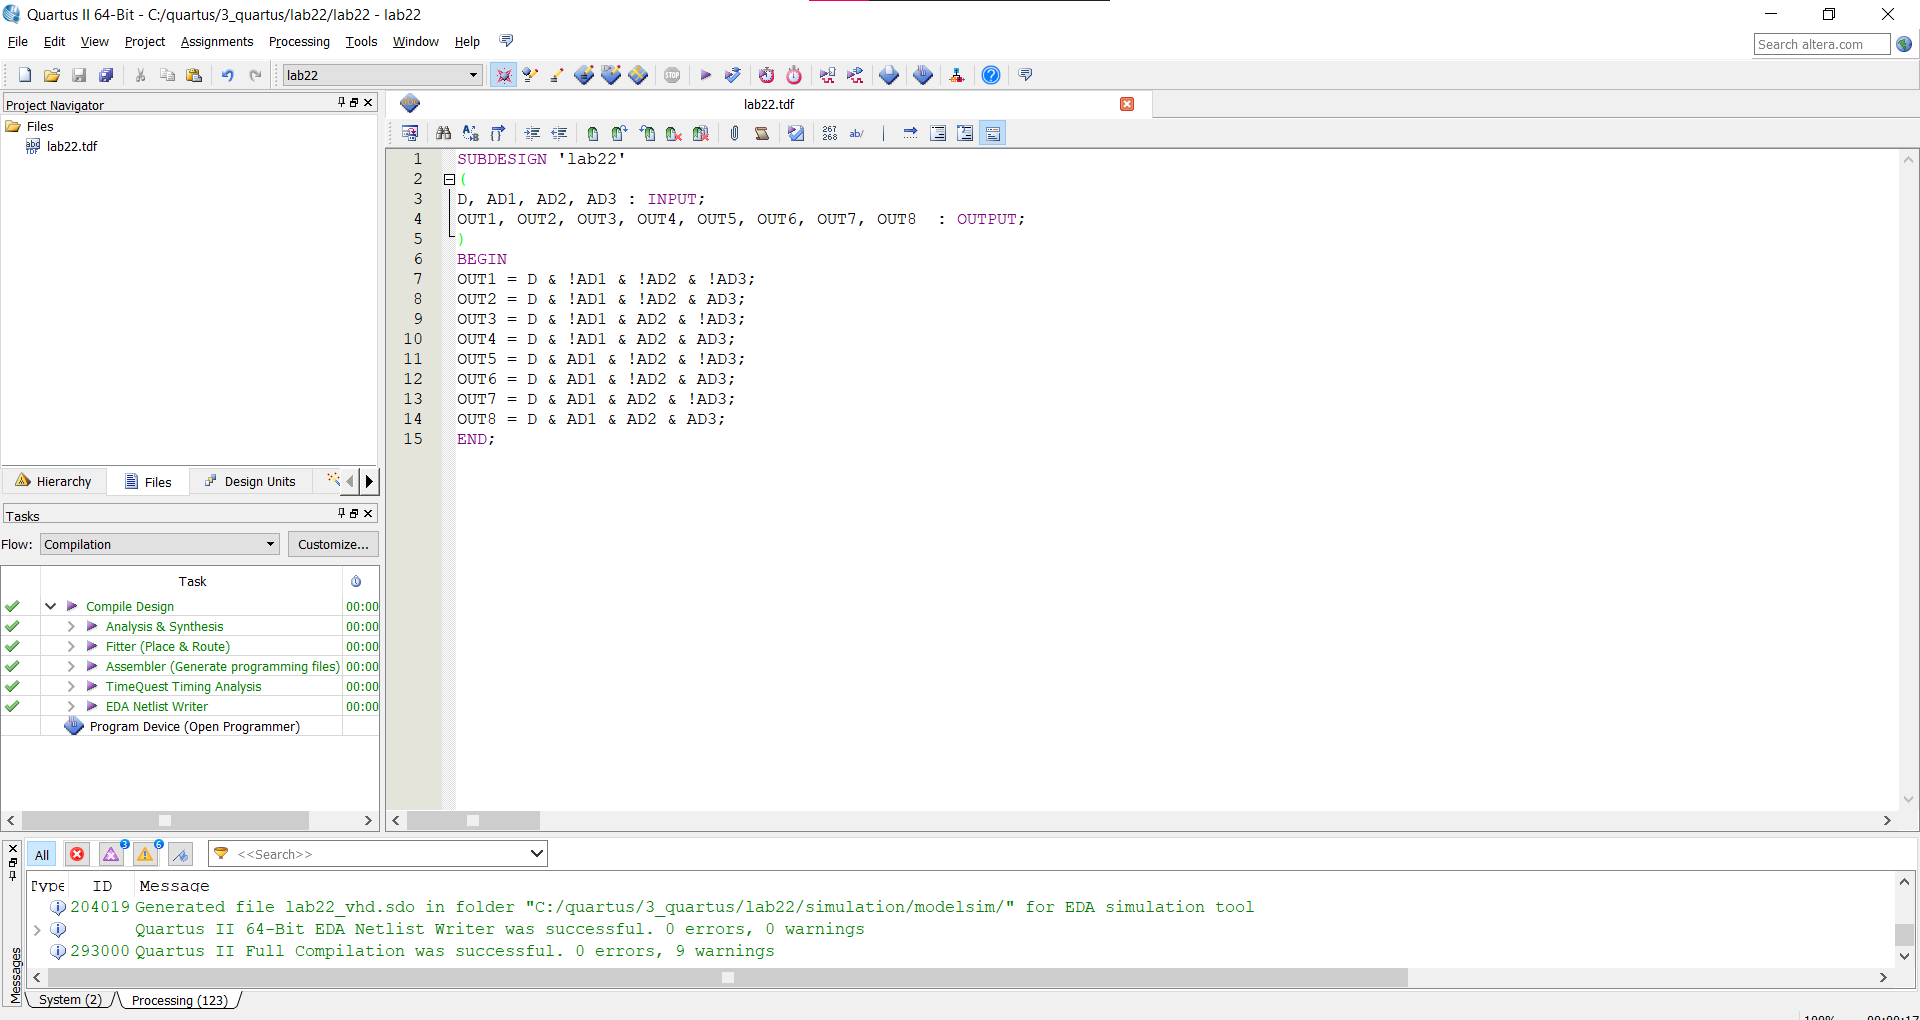 Quartus II 64-Bit - C:/quartus/3_quartus/lab22/lab22 - lab22
File Edit View Project Assignments Processing Tools Window Help
Search altera.com
lab22
Project Navigator
Files
lab22.tdf
Hierarchy Files Design Units
Tasks
Flow: Compilation Customize...
Task
Compile Design 00:00
Analysis & Synthesis 00:00
Fitter (Place & Route) 00:00
Assembler (Generate programming files) 00:00
TimeQuest Timing Analysis 00:00
EDA Netlist Writer 00:00
Program Device (Open Programmer)
lab22.tdf
267
268
ab/
1 SUBDESIGN 'lab22'
2 (
3 D, AD1, AD2, AD3 : INPUT;
4 OUT1, OUT2, OUT3, OUT4, OUT5, OUT6, OUT7, OUT8  : OUTPUT;
5 )
6 BEGIN
7 OUT1 = D & !AD1 & !AD2 & !AD3;
8 OUT2 = D & !AD1 & !AD2 & AD3;
9 OUT3 = D & !AD1 & AD2 & !AD3;
10 OUT4 = D & !AD1 & AD2 & AD3;
11 OUT5 = D & AD1 & !AD2 & !AD3;
12 OUT6 = D & AD1 & !AD2 & AD3;
13 OUT7 = D & AD1 & AD2 & !AD3;
14 OUT8 = D & AD1 & AD2 & AD3;
15 END;
All 3 6 <<Search>>
Type ID Message
204019 Generated file lab22_vhd.sdo in folder "C:/quartus/3_quartus/lab22/simulation/modelsim/" for EDA simulation tool
Quartus II 64-Bit EDA Netlist Writer was successful. 0 errors, 0 warnings
293000 Quartus II Full Compilation was successful. 0 errors, 9 warnings
Messages
System (2) Processing (123)
100% 00:00:17